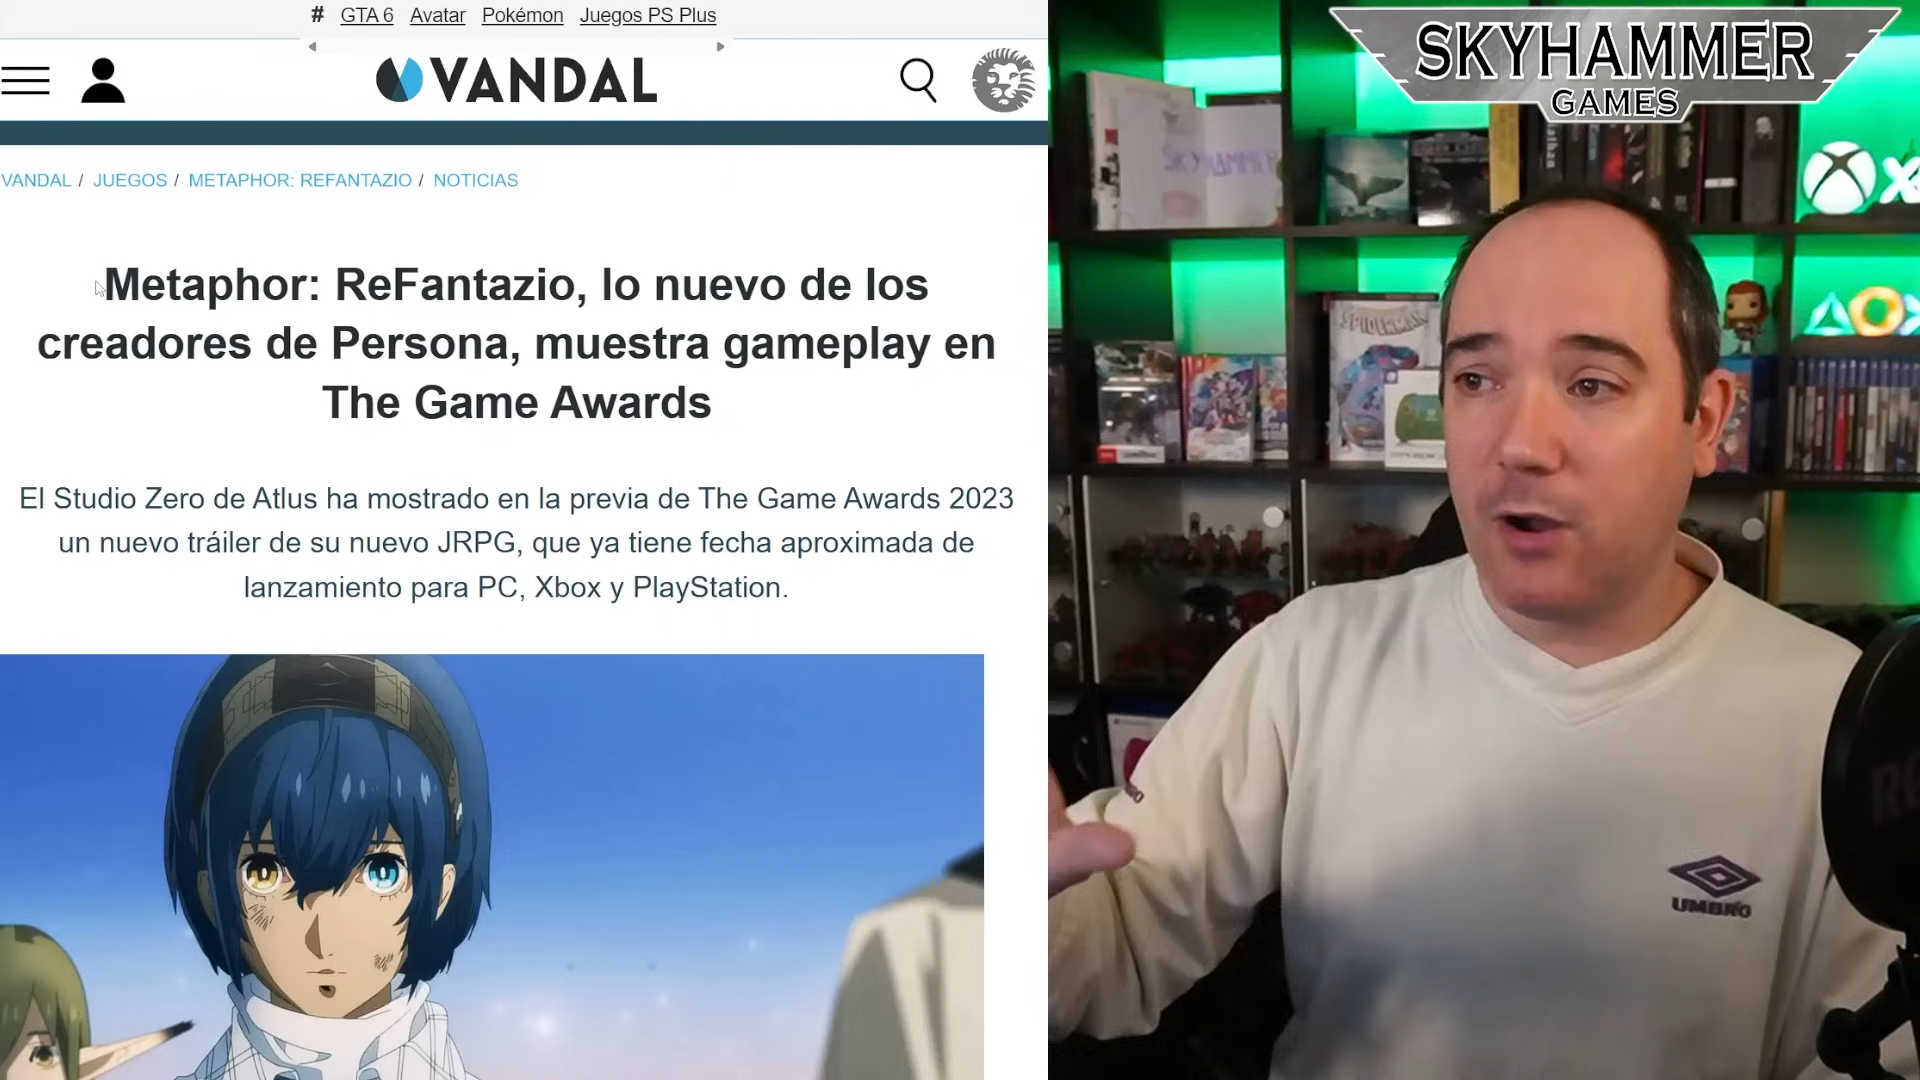 # GTA 6 Avatar Pokémon Juegos PS Plus
VANDAL
VANDAL / JUEGOS / METAPHOR: REFANTAZIO / NOTICIAS
Metaphor: ReFantazio, lo nuevo de los
creadores de Persona, muestra gameplay en
The Game Awards
El Studio Zero de Atlus ha mostrado en la previa de The Game Awards 2023
un nuevo tráiler de su nuevo JRPG, que ya tiene fecha aproximada de
lanzamiento para PC, Xbox y PlayStation.
SKYHAMMER
GAMES
SKYHAMMER
SPIDERMAN
UMBRO